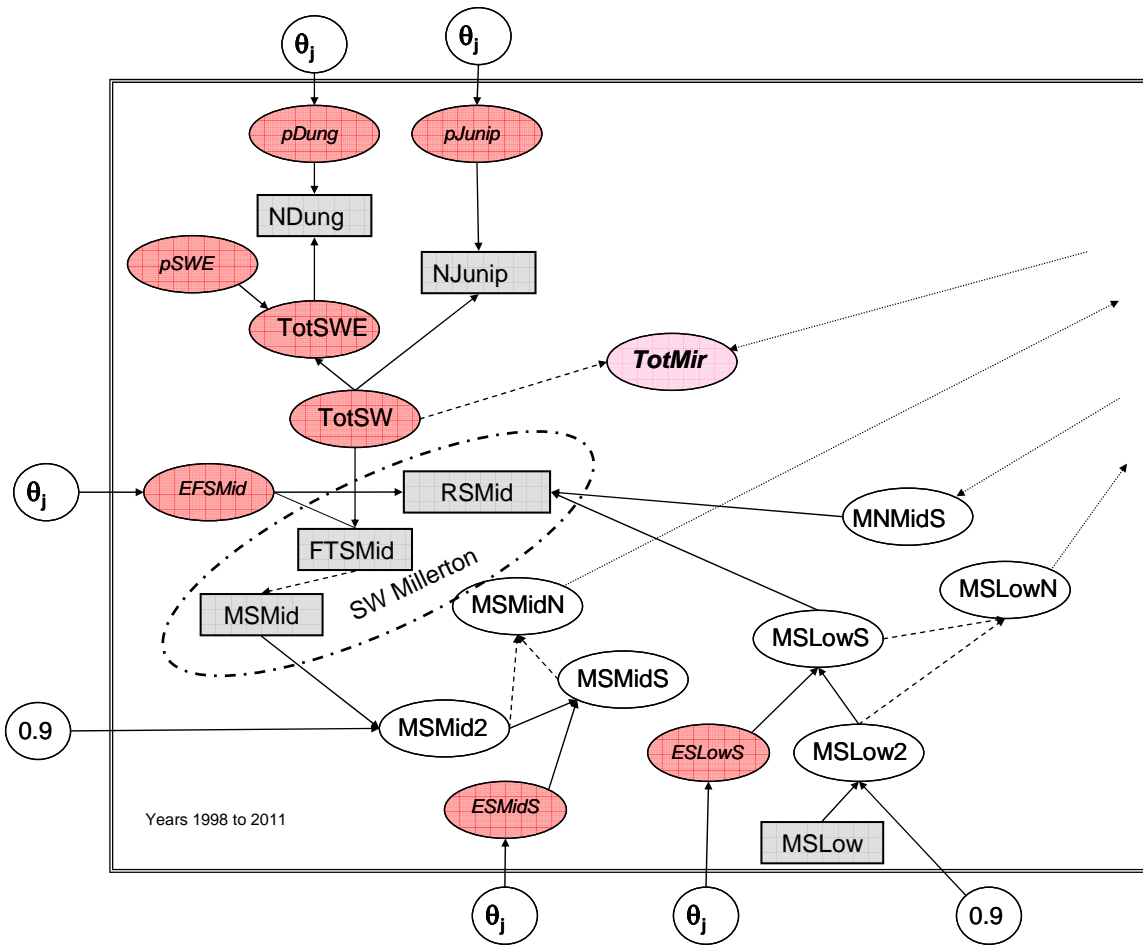 θj
θj
pDung
pJunip
NDung
pSWE
NJunip
TotSWE
TotMir
TotSW
θj
EFSMid
RSMid
MNMidS
FTSMid
SW Millerton
MSMid
MSMidN
MSLowN
MSLowS
MSMidS
0.9
MSMid2
ESLowS
MSLow2
ESMidS
Years 1998 to 2011
MSLow
θj
θj
0.9